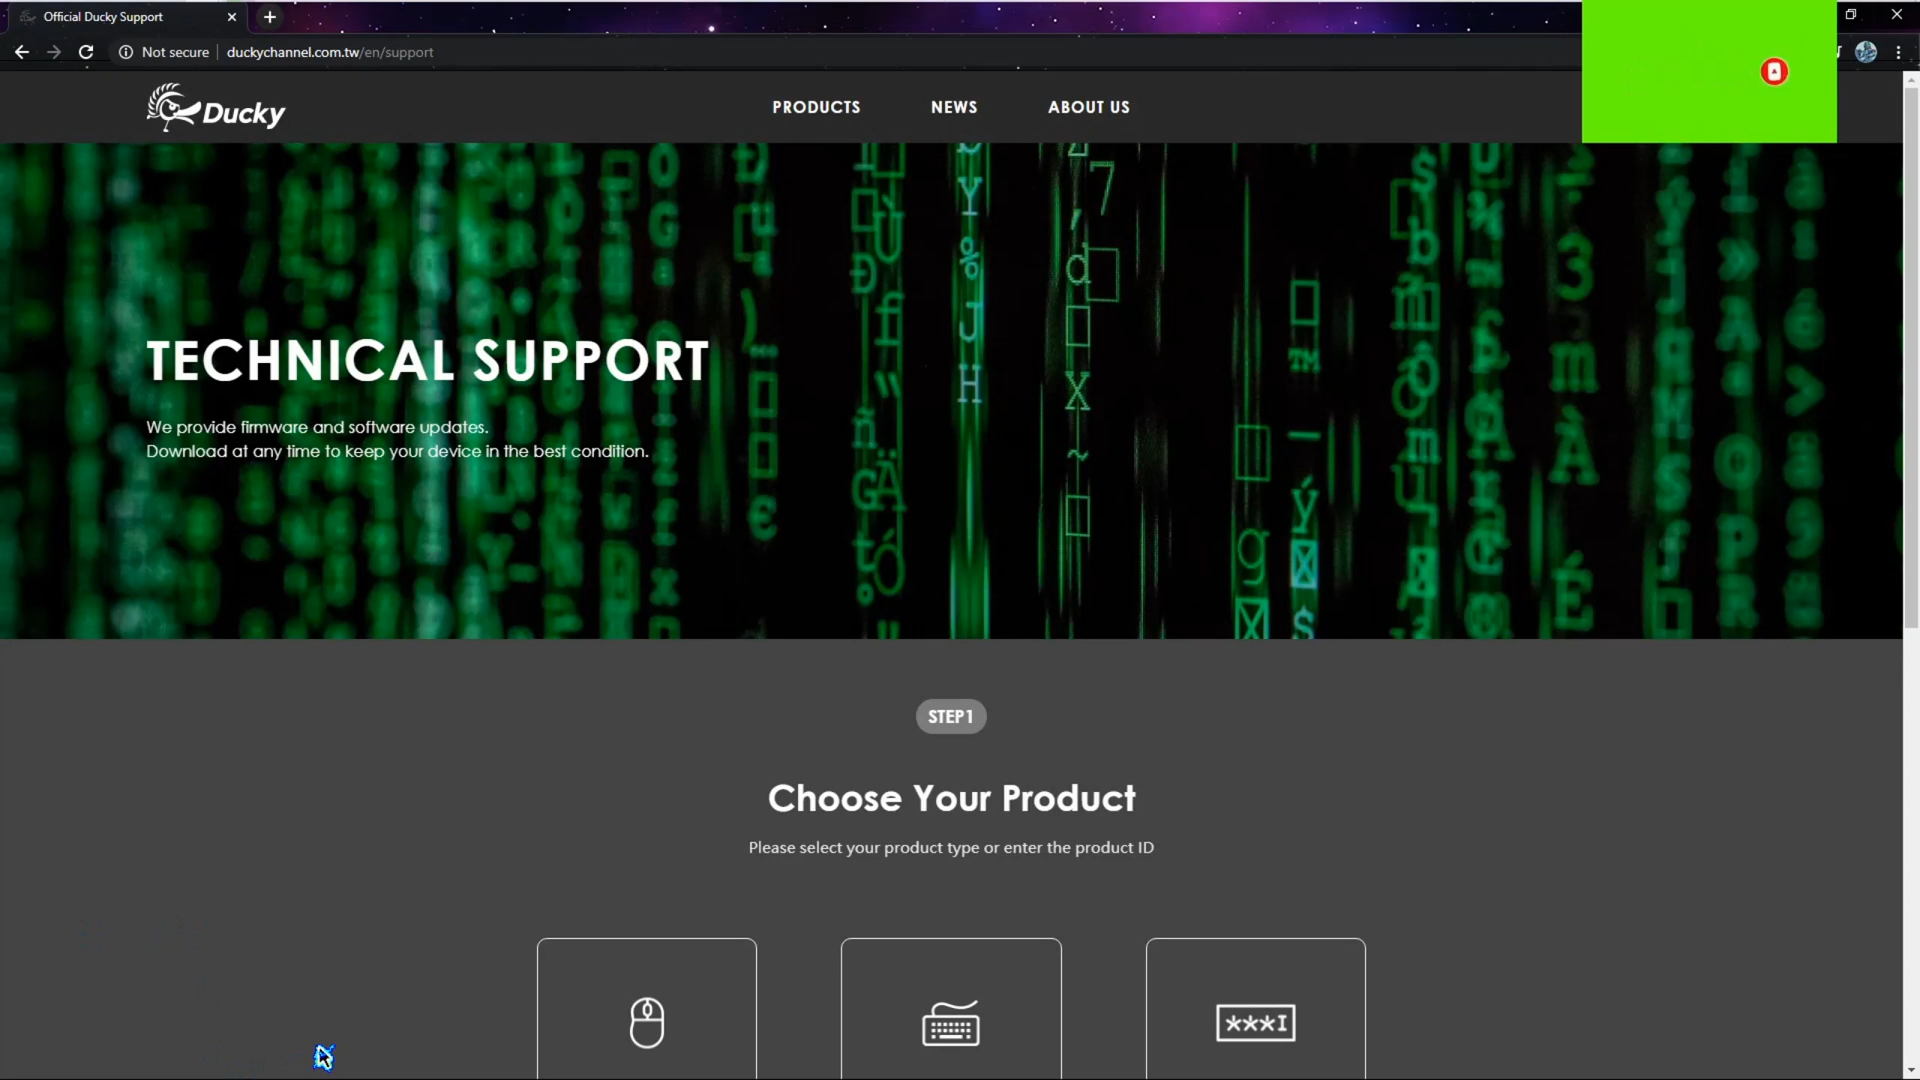 Official Ducky Support
Not secure
duckychannel.com.tw/en/support
Ducky
PRODUCTS
NEWS
ABOUT US
TECHNICAL SUPPORT
We provide firmware and software updates.
Download at any time to keep your device in the best condition.
STEP1
Choose Your Product
Please select your product type or enter the product ID
***I